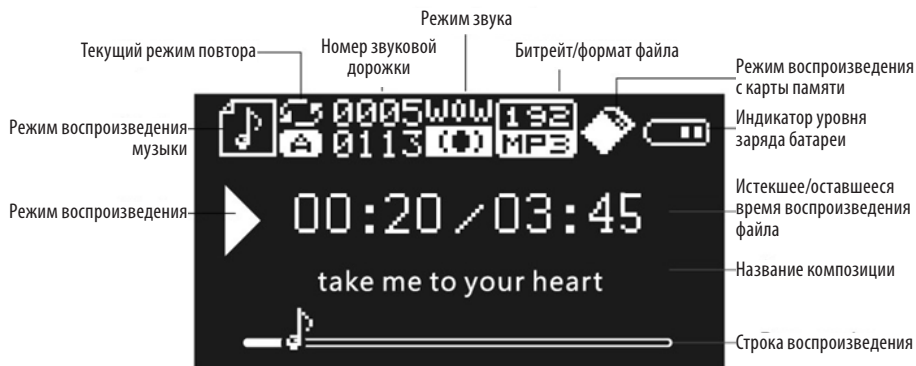 Режим звука
Текущий режим повтора
Номер звуковой
дорожки
Битрейт/формат файла
Режим воспроизведения
с карты памяти
Режим воспроизведения
музыки
Индикатор уровня
заряда батареи
0005 WOW 192
A 0113 MP3
Режим воспроизведения
00:20/03:45
Истекшее/оставшееся
время воспроизведения
файла
take me to your heart
Название композиции
Строка воспроизведения